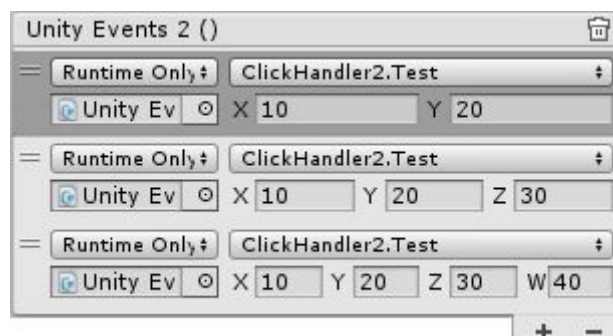 Unity Events 2 ()
Runtime Only ClickHandler2.Test
Unity Ev X 10 Y 20
Runtime Only ClickHandler2.Test
Unity Ev X 10 Y 20 Z 30
Runtime Only ClickHandler2.Test
Unity Ev X 10 Y 20 Z 30 W 40
+ −